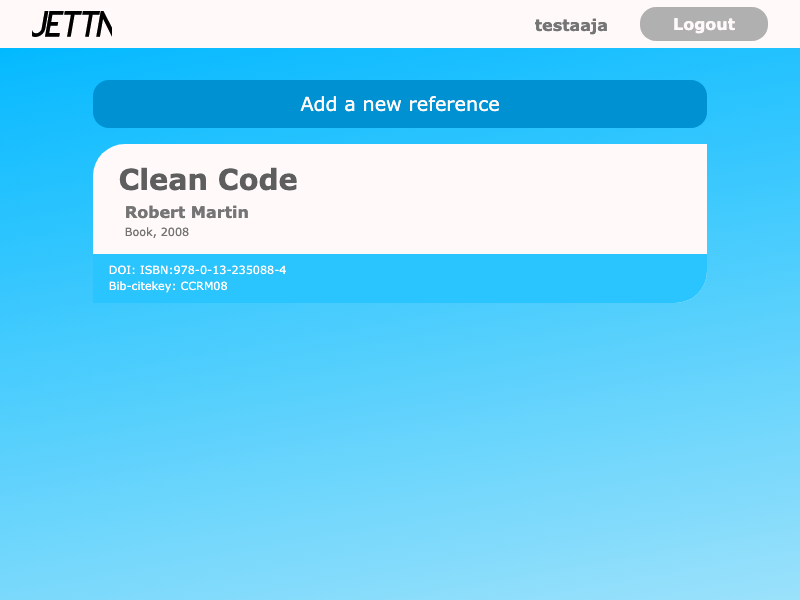 JETTA
testaaja
Logout
Add a new reference
Clean Code
Robert Martin
Book, 2008
DOI: ISBN:978-0-13-235088-4
Bib-citekey: CCRM08